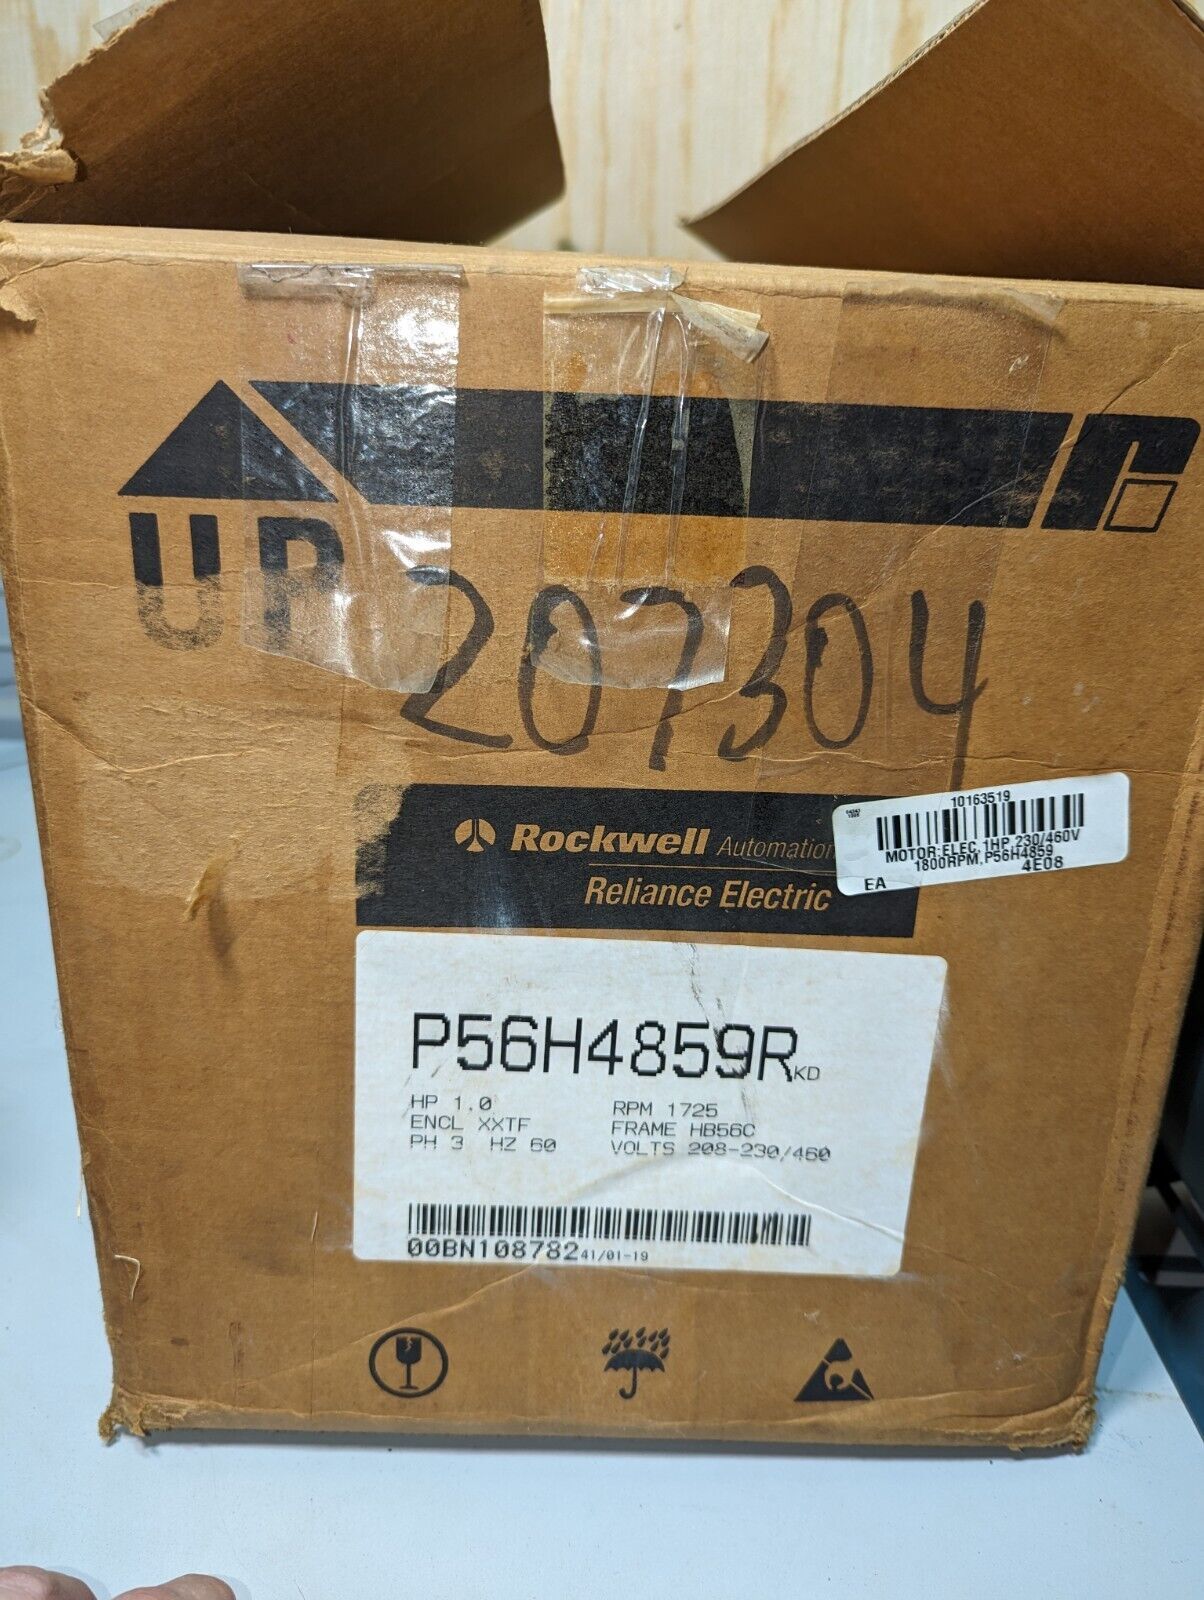 UP
207304
Rockwell Automation
Reliance Electric
10163519
MOTOR:ELEC,1HP,230/460V
1800RPM,P56H4859
EA 4E08
P56H4859R KD
HP 1.0 RPM 1725
ENCL XXTF FRAME HB56C
PH 3 HZ 60 VOLTS 208-230/460
00BN108782 41/01-19